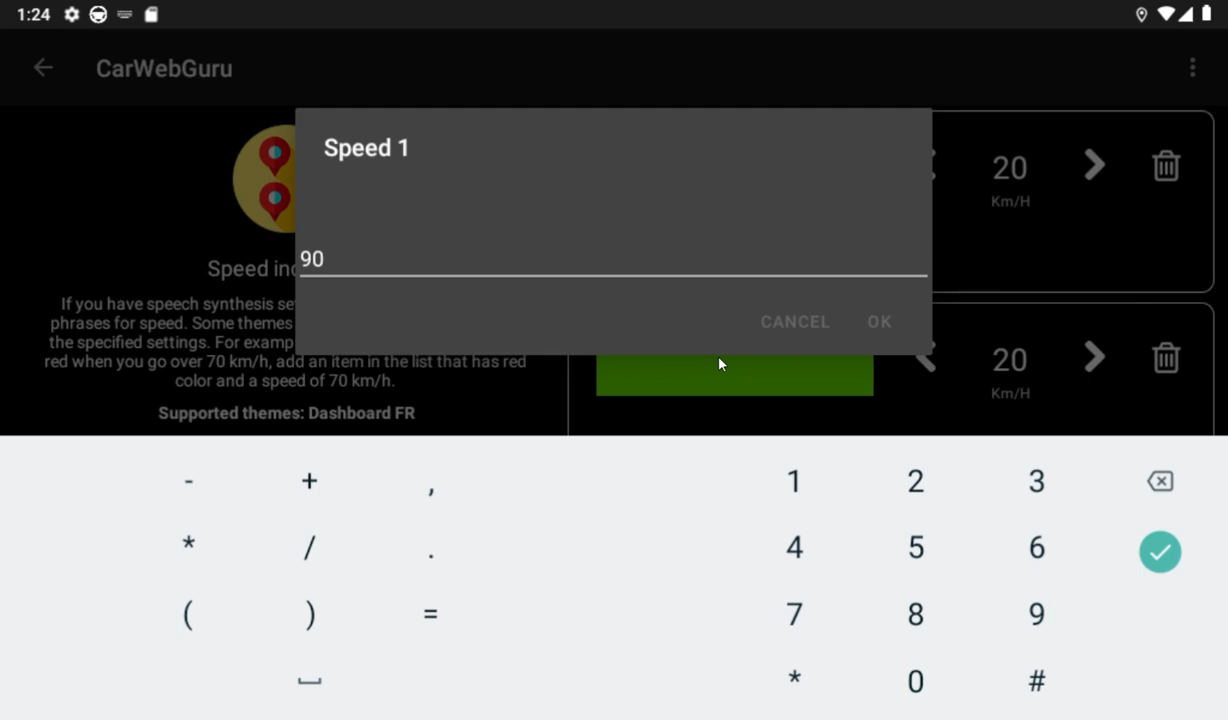 1:24
CarWebGuru
Speed 1
90
CANCEL OK
Speed in
If you have speech synthesis se
phrases for speed. Some themes
the specified settings. For examp
red when you go over 70 km/h, add an item in the list that has red
color and a speed of 70 km/h.
Supported themes: Dashboard FR
20
Km/H
20
Km/H
- + , 1 2 3
* / . 4 5 6
( ) = 7 8 9
* 0 #